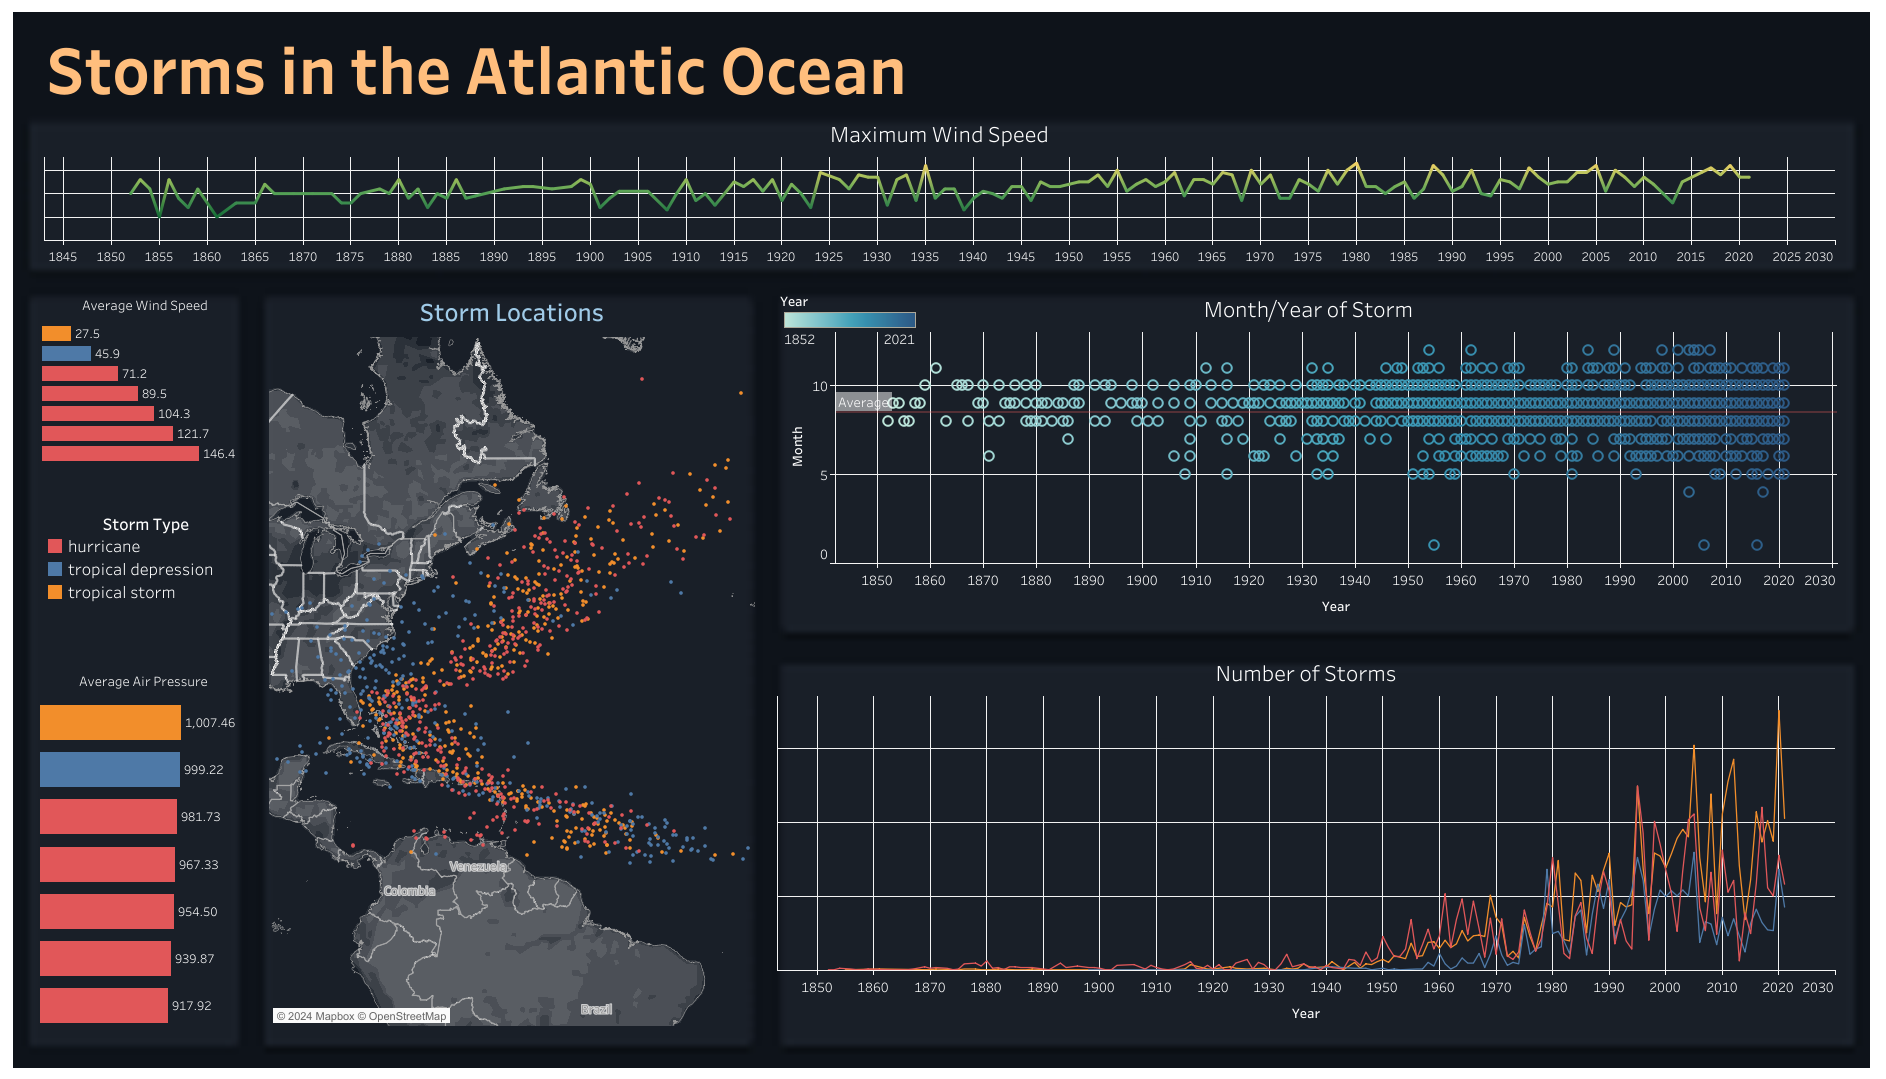 Storms in the Atlantic Ocean
Maximum Wind Speed
1845 1850 1855 1860 1865 1870 1875 1880 1885 1890 1895 1900 1905 1910 1915 1920 1925 1930 1935 1940 1945 1950 1955 1960 1965 1970 1975 1980 1985 1990 1995 2000 2005 2010 2015 2020 2025 2030
Average Wind Speed
27.5
45.9
71.2
89.5
104.3
121.7
146.4
Storm Type
hurricane
tropical depression
tropical storm
Average Air Pressure
1,007.46
999.22
981.73
967.33
954.50
939.87
917.92
Storm Locations
Venezuela
Colombia
Brazil
© 2024 Mapbox © OpenStreetMap
Year
1852 2021
Month/Year of Storm
10
Average
Month
5
0
1850 1860 1870 1880 1890 1900 1910 1920 1930 1940 1950 1960 1970 1980 1990 2000 2010 2020 2030
Year
Number of Storms
1850 1860 1870 1880 1890 1900 1910 1920 1930 1940 1950 1960 1970 1980 1990 2000 2010 2020 2030
Year